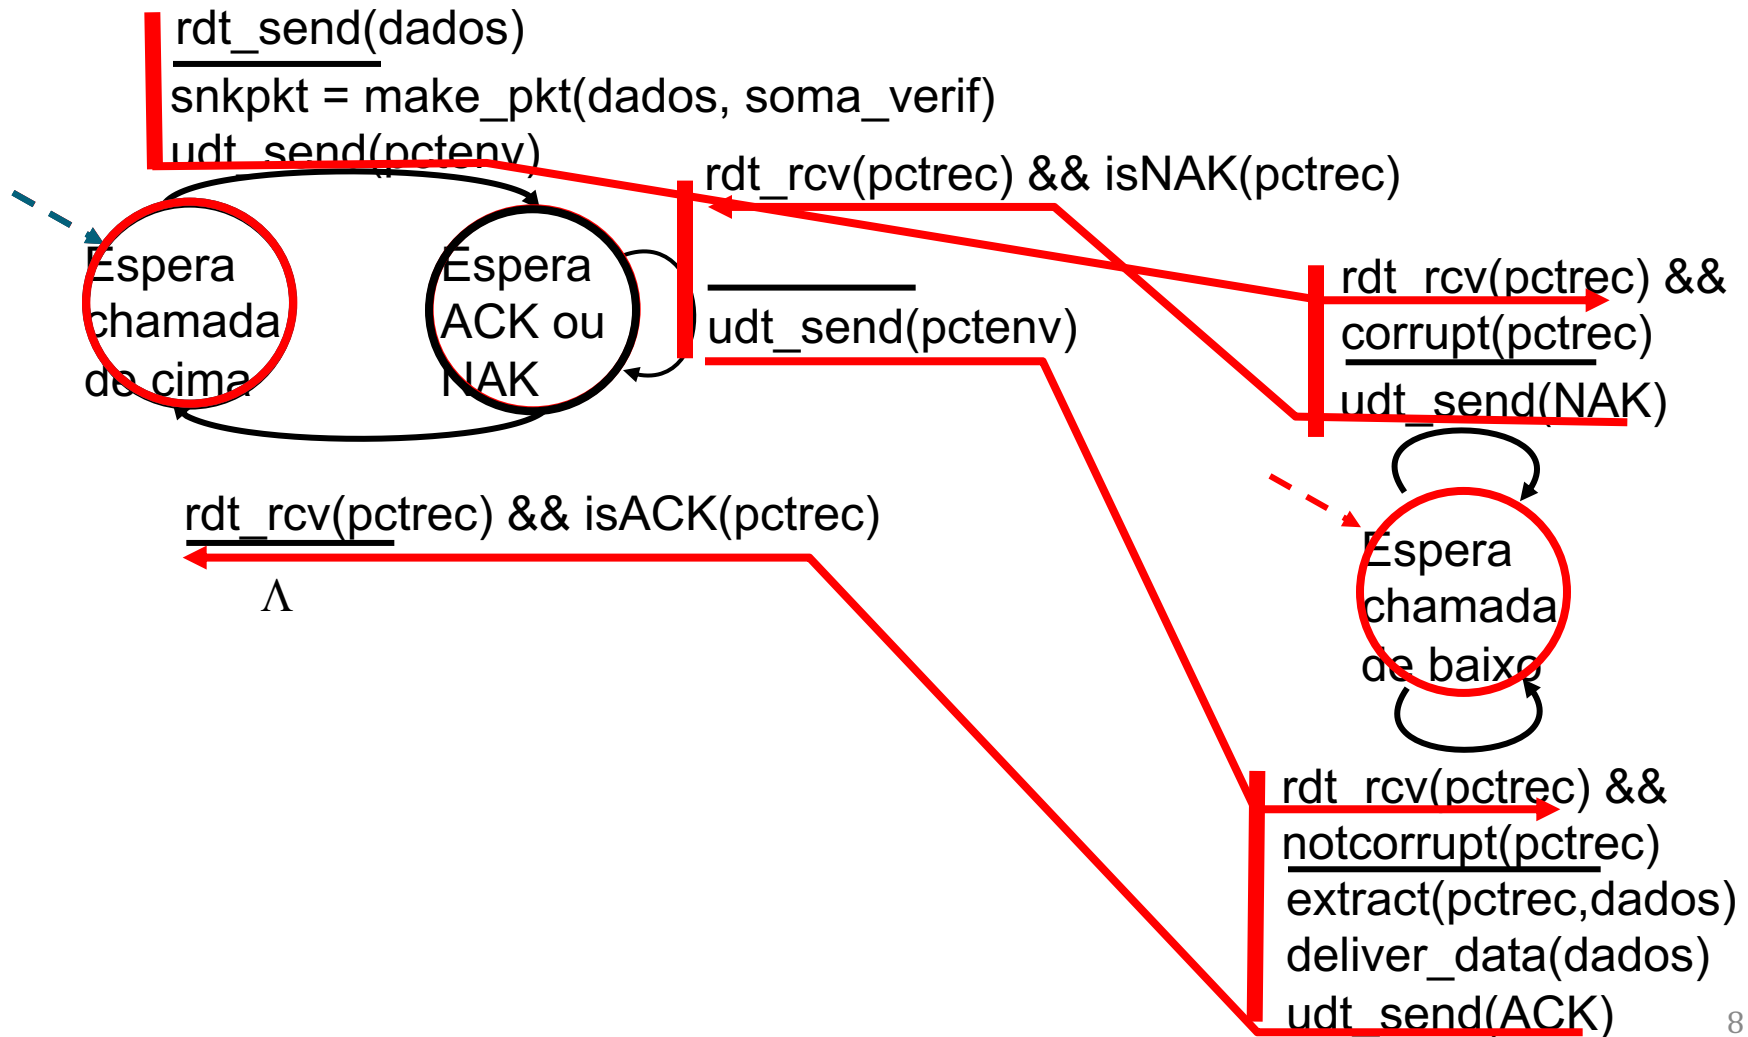 rdt_send(dados)
snkpkt = make_pkt(dados, soma_verif)
udt_send(pctenv)
rdt_rcv(pctrec) && isNAK(pctrec)
udt_send(pctenv)
Espera
chamada
de cima
Espera
ACK ou
NAK
rdt_rcv(pctrec) &&
corrupt(pctrec)
udt_send(NAK)
rdt_rcv(pctrec) && isACK(pctrec)
Λ
Espera
chamada
de baixo
rdt_rcv(pctrec) &&
notcorrupt(pctrec)
extract(pctrec,dados)
deliver_data(dados)
udt_send(ACK)
8